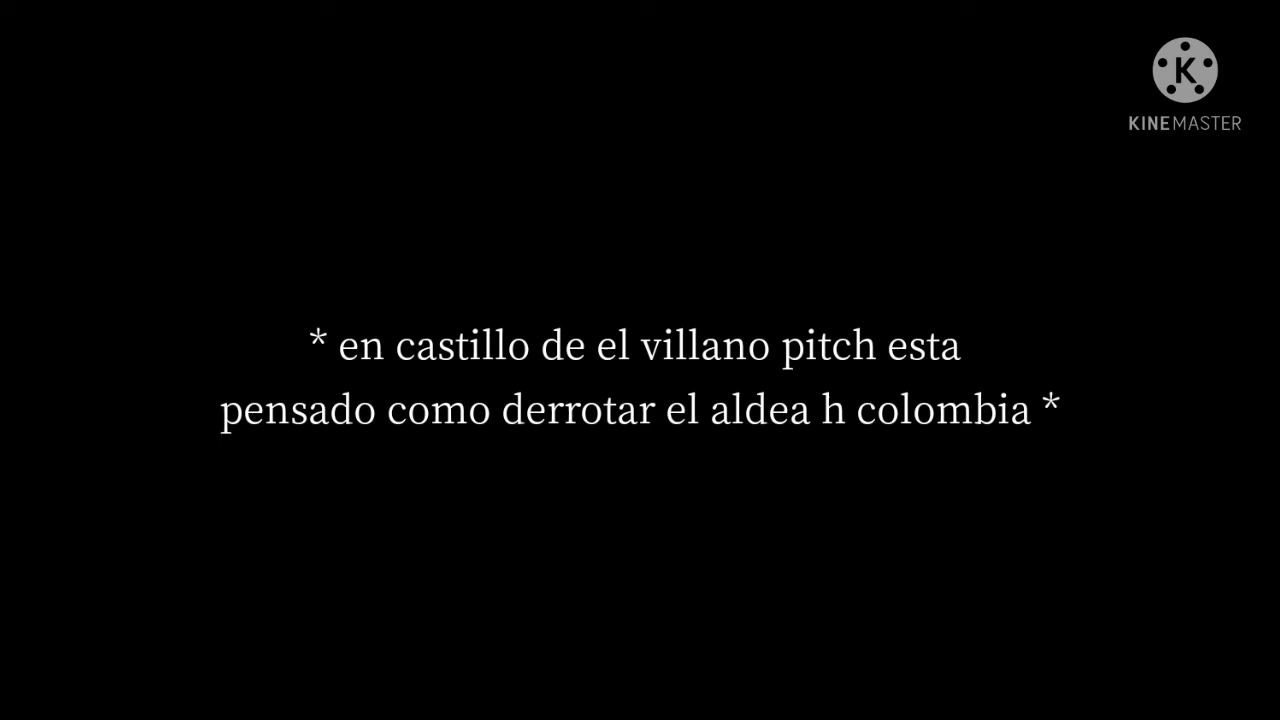 KINEMASTER
* en castillo de el villano pitch esta
pensado como derrotar el aldea h colombia *